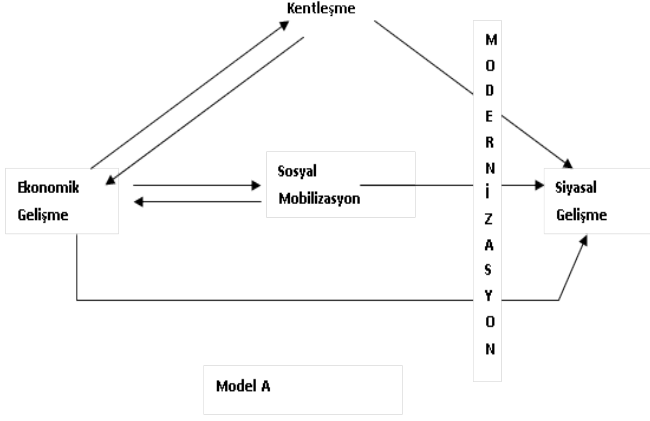 Kentleşme
Ekonomik
Gelişme
Sosyal
Mobilizasyon
M
O
D
E
R
N
İ
Z
A
S
Y
O
N
Siyasal
Gelişme
Model A